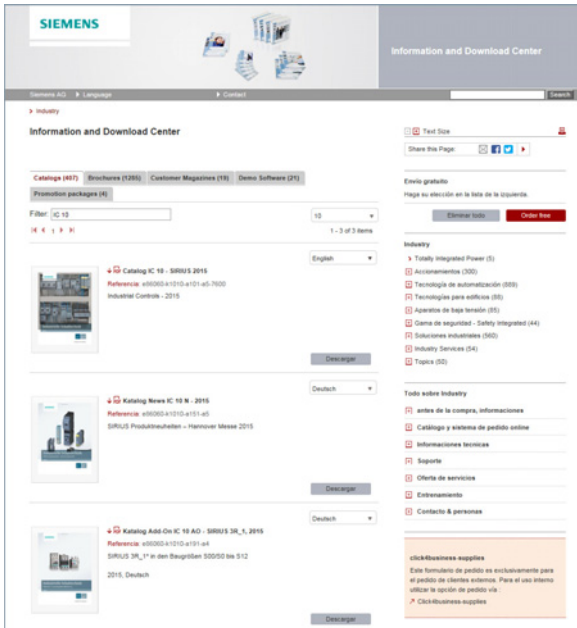 SIEMENS
Information and Download Center
Siemens AG Language Contact Search
Industry
Information and Download Center
Text Size
Share this Page:
Catalogs (407) Brochures (1285) Customer Magazines (19) Demo Software (21)
Promotion packages (4)
Filter: IC 10
10
1 1 - 3 of 3 items
English
Catalog IC 10 - SIRIUS 2015
Referencia: e86060-k1010-a101-a5-7600
Industrial Controls - 2015
Descargar
Deutsch
Katalog News IC 10 N - 2015
Referencia: e86060-k1010-e151-a5
SIRIUS Produktneuheiten – Hannover Messe 2015
Descargar
Deutsch
Katalog Add-On IC 10 AO - SIRIUS 3R_1, 2015
Referencia: e86060-k1010-e191-a4
SIRIUS 3R_1* in den Baugrößen S00/S0 bis S12
2015, Deutsch
Descargar
Envío gratuito
Haga su elección en la lista de la izquierda.
Eliminar todo Order free
Industry
Totally Integrated Power (5)
Accionamientos (300)
Tecnología de automatización (889)
Tecnologías para edificios (88)
Aparatos de baja tensión (85)
Gama de seguridad - Safety Integrated (44)
Soluciones industriales (560)
Industry Services (54)
Topics (50)
Todo sobre Industry
antes de la compra, informaciones
Catálogo y sistema de pedido online
Informaciones tecnicas
Soporte
Oferta de servicios
Entrenamiento
Contacto & personas
click4business-supplies
Este formulario de pedido es exclusivamente para
el pedido de clientes externos. Para el uso interno
utilizar la opción de pedido vía :
Click4business-supplies